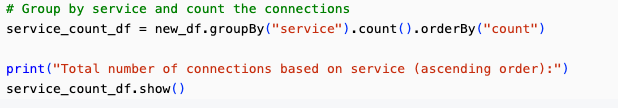 # Group by service and count the connections
service_count_df = new_df.groupBy("service").count().orderBy("count")
print("Total number of connections based on service (ascending order):")
service_count_df.show()